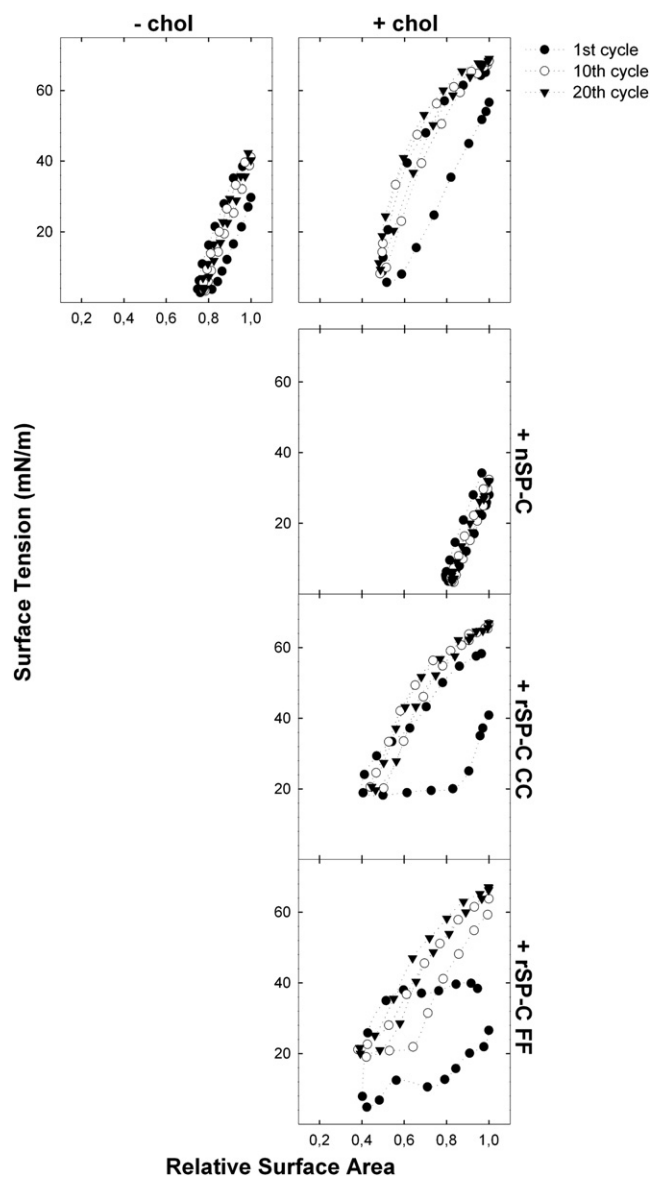 - chol
+ chol
1st cycle
10th cycle
20th cycle
60
40
20
0,2 0,4 0,6 0,8 1,0
60
40
20
+ nSP-C
Surface Tension (mN/m)
60
40
20
+ rSP-C CC
60
40
20
+ rSP-C FF
0,2 0,4 0,6 0,8 1,0
Relative Surface Area